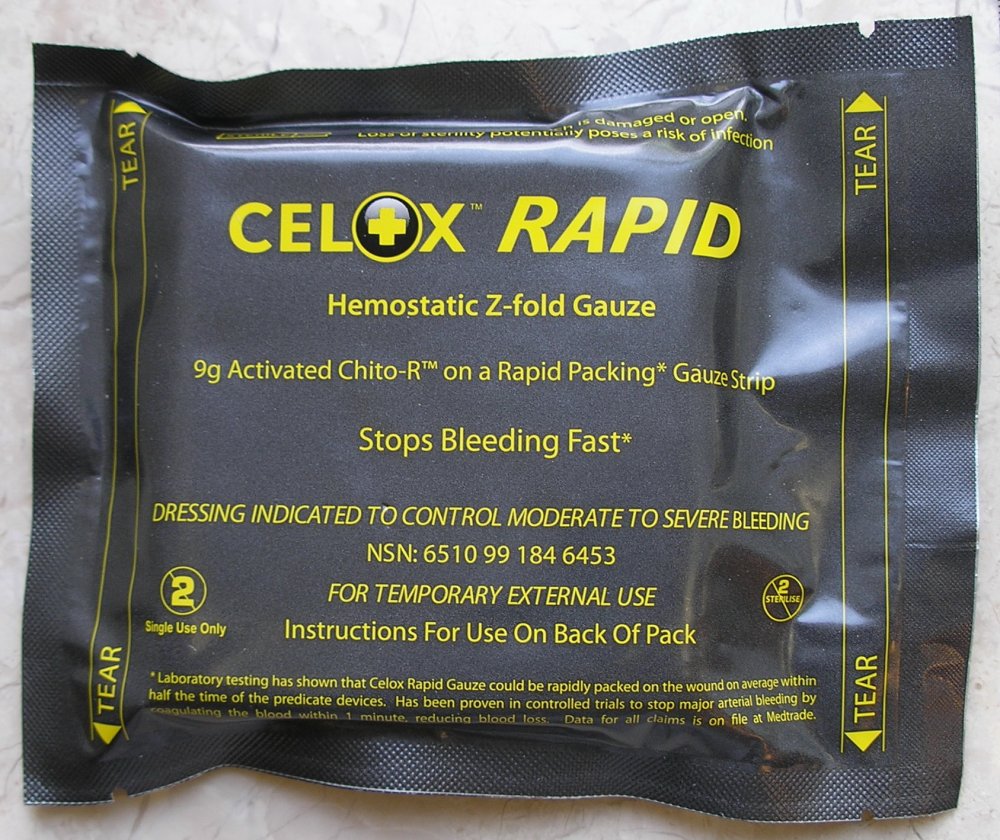 TEAR
TEAR
is damaged or open.
Loss of sterility potentially poses a risk of infection
CELOX™ RAPID
Hemostatic Z-fold Gauze
9g Activated Chito-R™ on a Rapid Packing* Gauze Strip
Stops Bleeding Fast*
DRESSING INDICATED TO CONTROL MODERATE TO SEVERE BLEEDING
NSN: 6510 99 184 6453
2
2
STERILISE
FOR TEMPORARY EXTERNAL USE
Single Use Only
Instructions For Use On Back Of Pack
TEAR
TEAR
*Laboratory testing has shown that Celox Rapid Gauze could be rapidly packed on the wound on average within
half the time of the predicate devices. Has been proven in controlled trials to stop major arterial bleeding by
coagulating the blood within 1 minute, reducing blood loss. Data for all claims is on file at Medtrade.